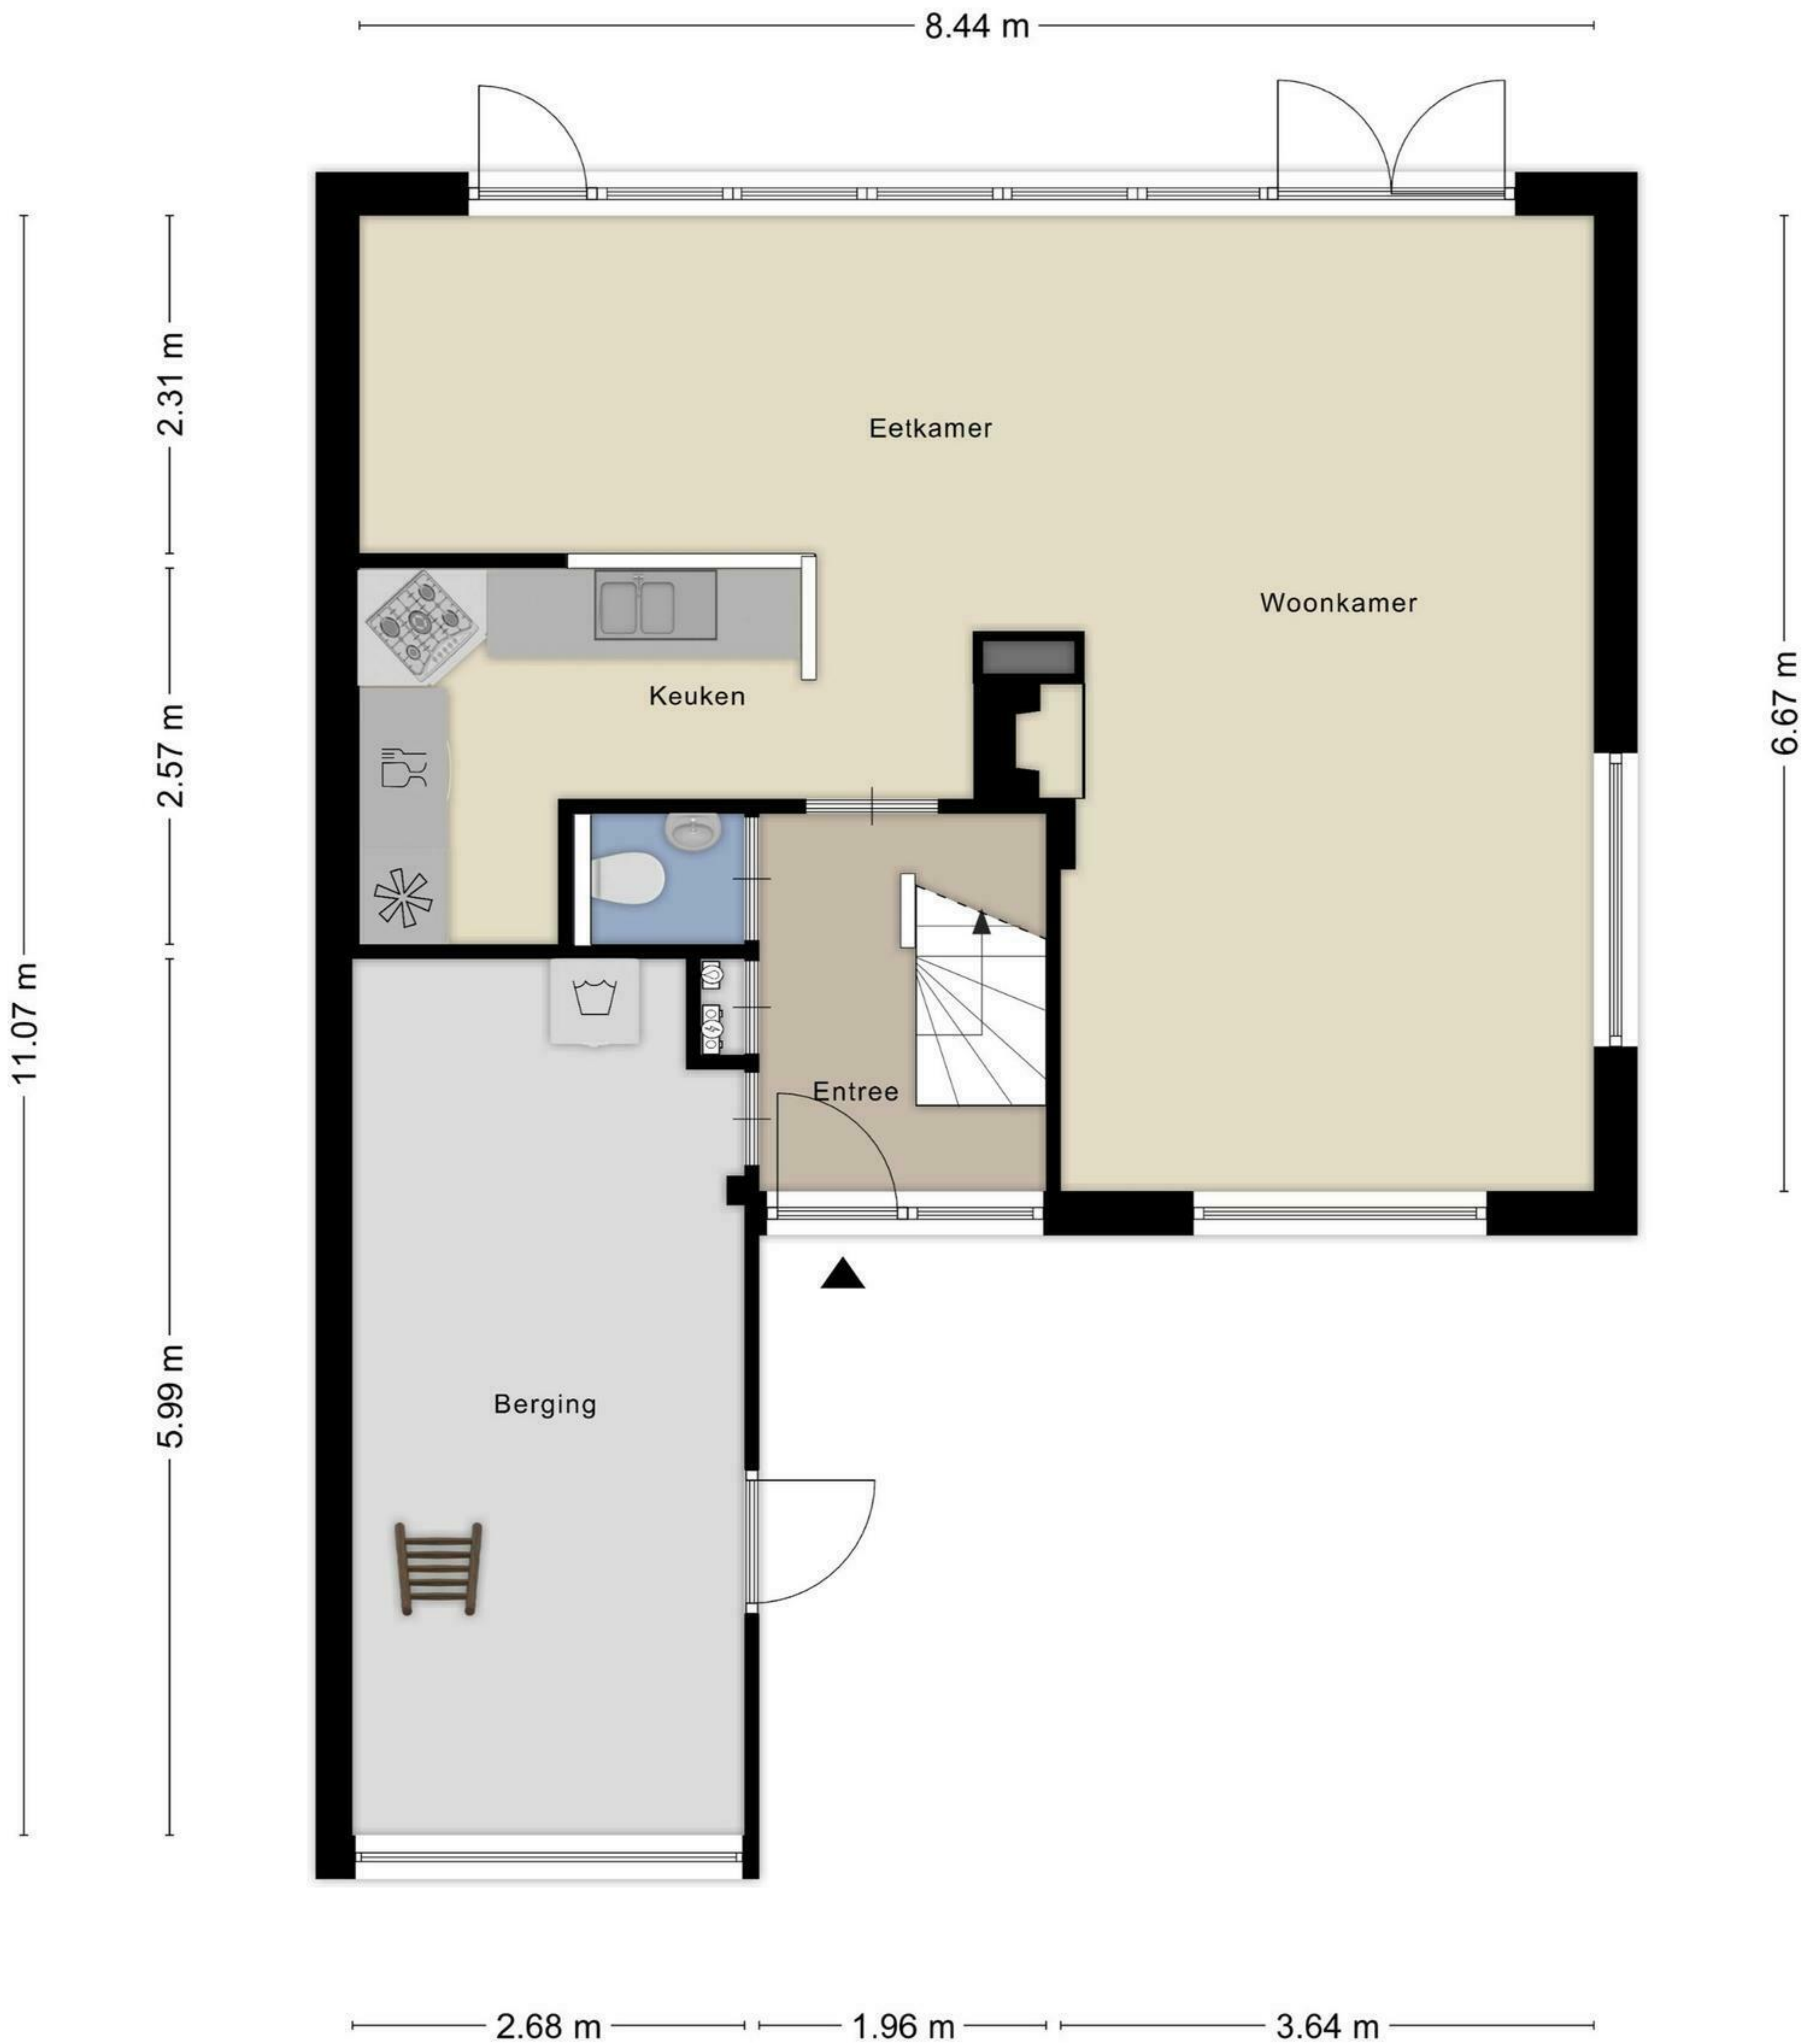 8.44 m
2.31 m
Eetkamer
Woonkamer
6.67 m
Keuken
2.57 m
11.07 m
Entree
5.99 m
Berging
2.68 m
1.96 m
3.64 m